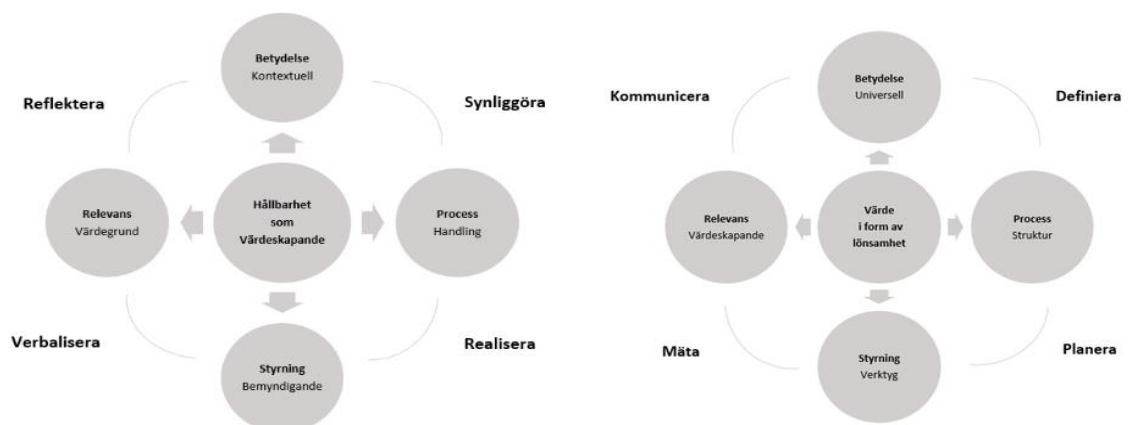 Betydelse
Kontextuell
Reflektera
Synliggöra
Relevans
Värdegrund
Hållbarhet
som
Värdeskapande
Process
Handling
Verbalisera
Realisera
Styrning
Bemyndigande
Betydelse
Universell
Kommunicera
Definiera
Relevans
Värdeskapande
Värde
i form av
lönsamhet
Process
Struktur
Mäta
Planera
Styrning
Verktyg